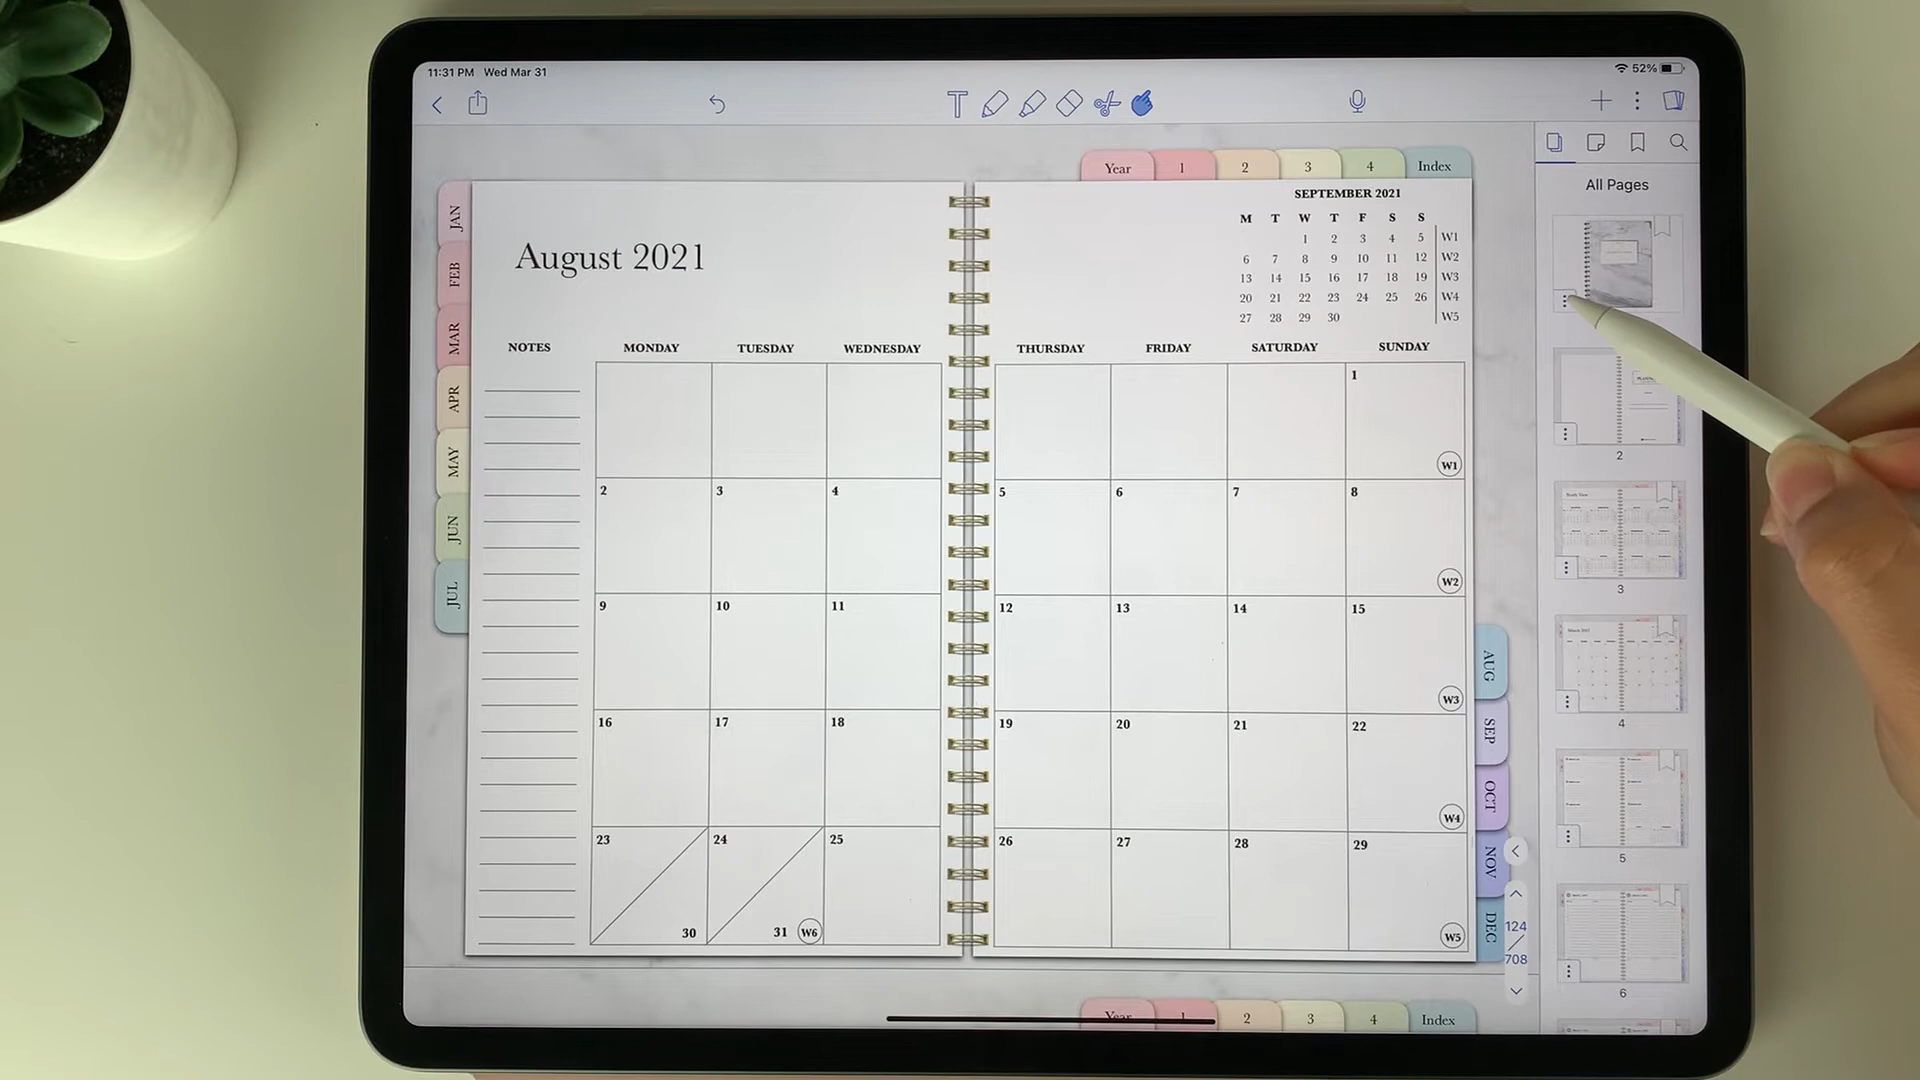 11:31 PM Wed Mar 31
52%
T
All Pages
Year 1 2 3 4 Index
SEPTEMBER 2021
M T W T F S S
1 2 3 4 5 W1
6 7 8 9 10 11 12 W2
13 14 15 16 17 18 19 W3
20 21 22 23 24 25 26 W4
27 28 29 30 W5
August 2021
NOTES MONDAY TUESDAY WEDNESDAY THURSDAY FRIDAY SATURDAY SUNDAY
1
W1
2 3 4 5 6 7 8
W2
9 10 11 12 13 14 15
W3
16 17 18 19 20 21 22
W4
23 24 25 26 27 28 29
30 31 W6 W5
JAN
FEB
MAR
APR
MAY
JUN
JUL
AUG
SEP
OCT
NOV
DEC
124
708
2
3
4
5
6
Year 1 2 3 4 Index